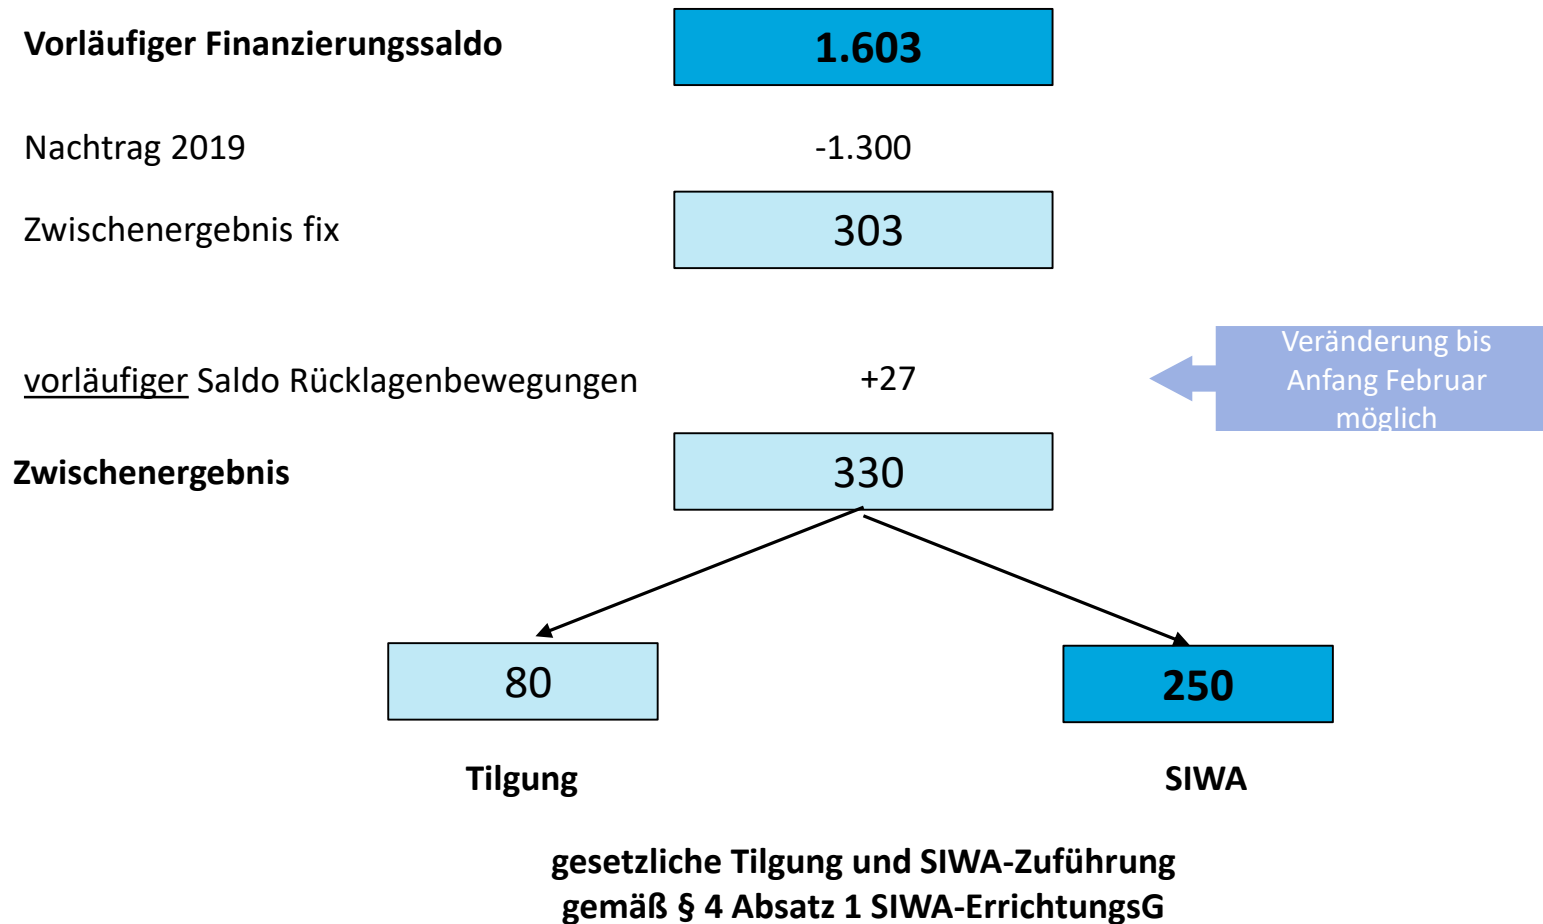 Vorläufiger Finanzierungssaldo 1.603
Nachtrag 2019 -1.300
Zwischenergebnis fix 303
vorläufiger Saldo Rücklagenbewegungen +27
Veränderung bis
Anfang Februar
möglich
Zwischenergebnis 330
80 250
Tilgung SIWA
gesetzliche Tilgung und SIWA-Zuführung
gemäß § 4 Absatz 1 SIWA-ErrichtungsG